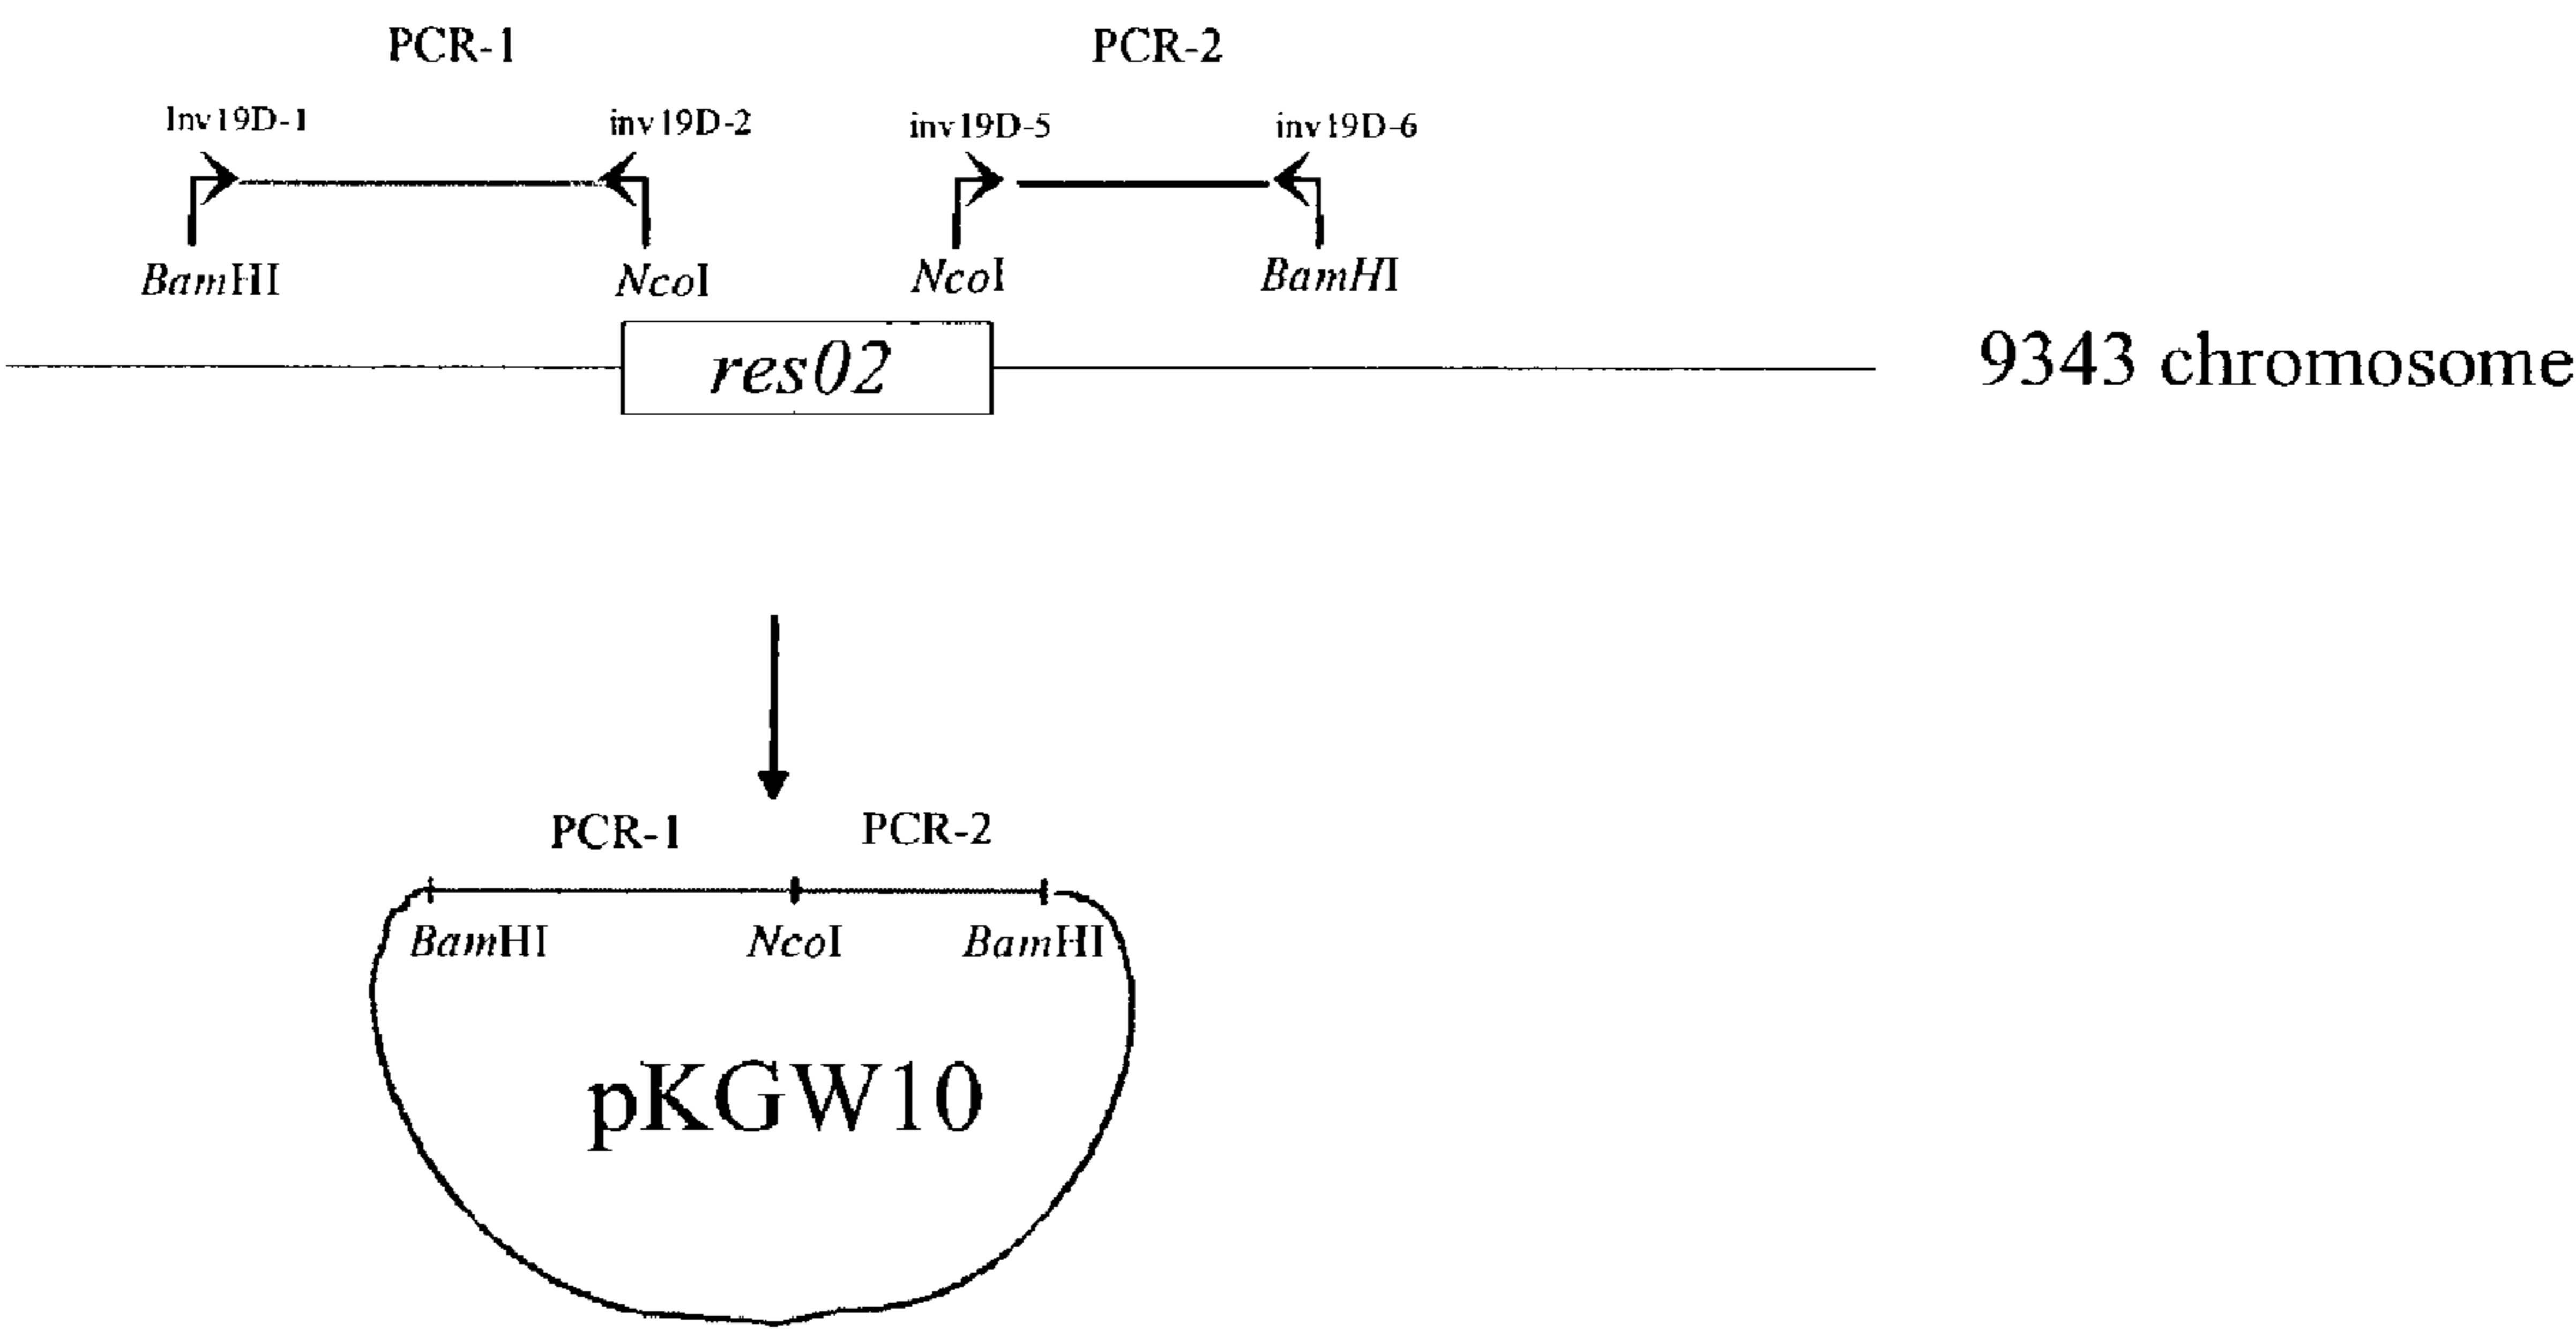 PCR-1 PCR-2
Inv19D-1 inv19D-2 inv19D-5 inv19D-6
BamHI NcoI NcoI BamHI
res02 9343 chromosome
PCR-1 PCR-2
BamHI NcoI BamHI
pKGW10